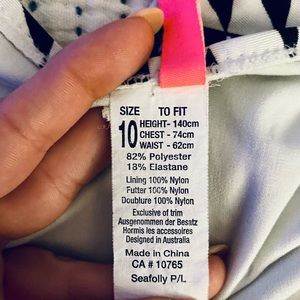 SIZE TO FIT
10 HEIGHT- 140cm
CHEST - 74cm
WAIST - 62cm
82% Polyester
18% Elastane
Lining 100% Nylon
Futter 100% Nylon
Doublure 100% Nylon
Exclusive of trim
Ausgenommen der Besatz
Hormis les accessoires
Designed in Australia
Made in China
CA # 10765
Seafolly P/L